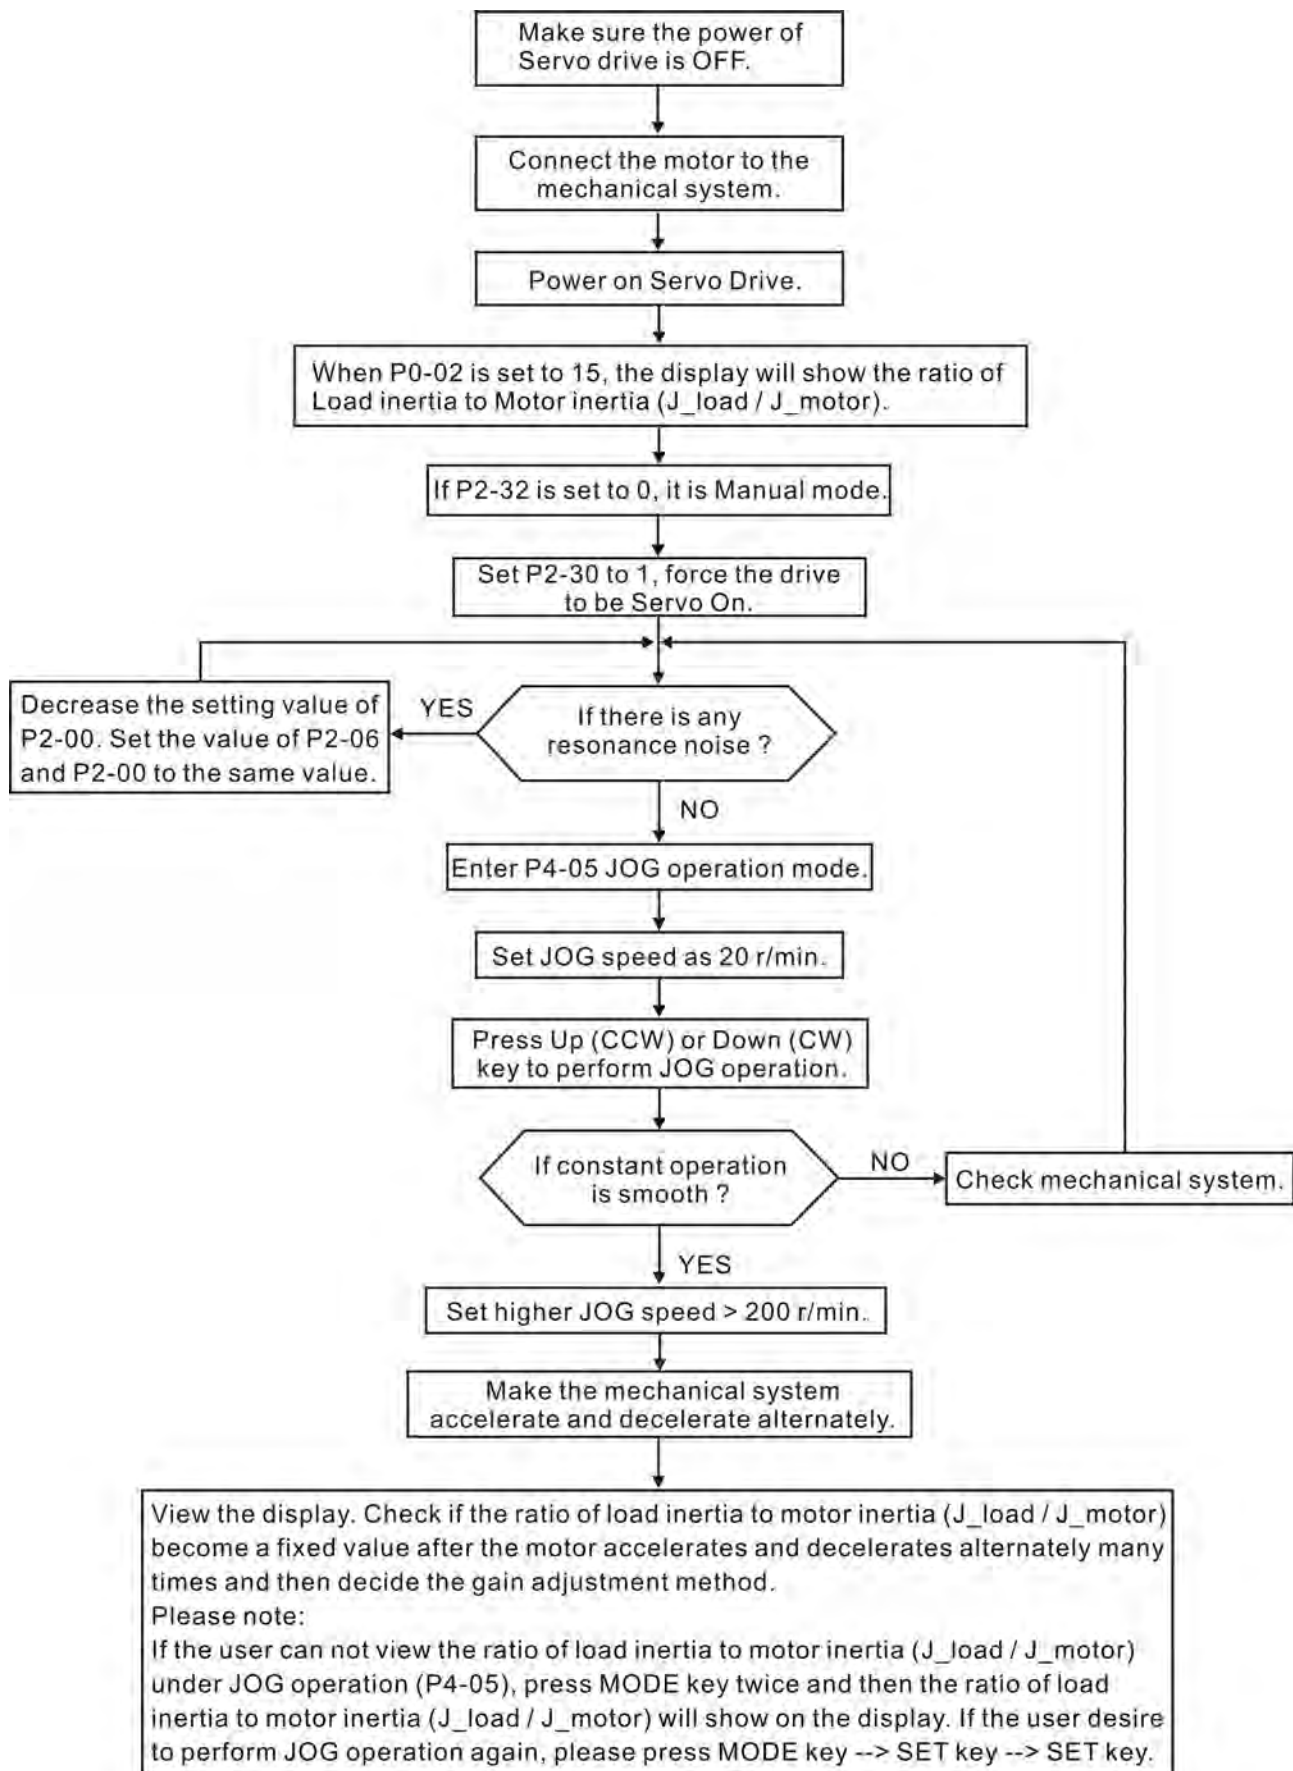 Make sure the power of
Servo drive is OFF.
Connect the motor to the
mechanical system.
Power on Servo Drive.
When P0-02 is set to 15, the display will show the ratio of
Load inertia to Motor inertia (J_load / J_motor).
If P2-32 is set to 0, it is Manual mode.
Set P2-30 to 1, force the drive
to be Servo On.
Decrease the setting value of
P2-00. Set the value of P2-06
and P2-00 to the same value.
YES
If there is any
resonance noise ?
NO
Enter P4-05 JOG operation mode.
Set JOG speed as 20 r/min.
Press Up (CCW) or Down (CW)
key to perform JOG operation.
If constant operation
is smooth ?
NO
Check mechanical system.
YES
Set higher JOG speed > 200 r/min.
Make the mechanical system
accelerate and decelerate alternately.
View the display. Check if the ratio of load inertia to motor inertia (J_load / J_motor)
become a fixed value after the motor accelerates and decelerates alternately many
times and then decide the gain adjustment method.
Please note:
If the user can not view the ratio of load inertia to motor inertia (J_load / J_motor)
under JOG operation (P4-05), press MODE key twice and then the ratio of load
inertia to motor inertia (J_load / J_motor) will show on the display. If the user desire
to perform JOG operation again, please press MODE key --> SET key --> SET key.